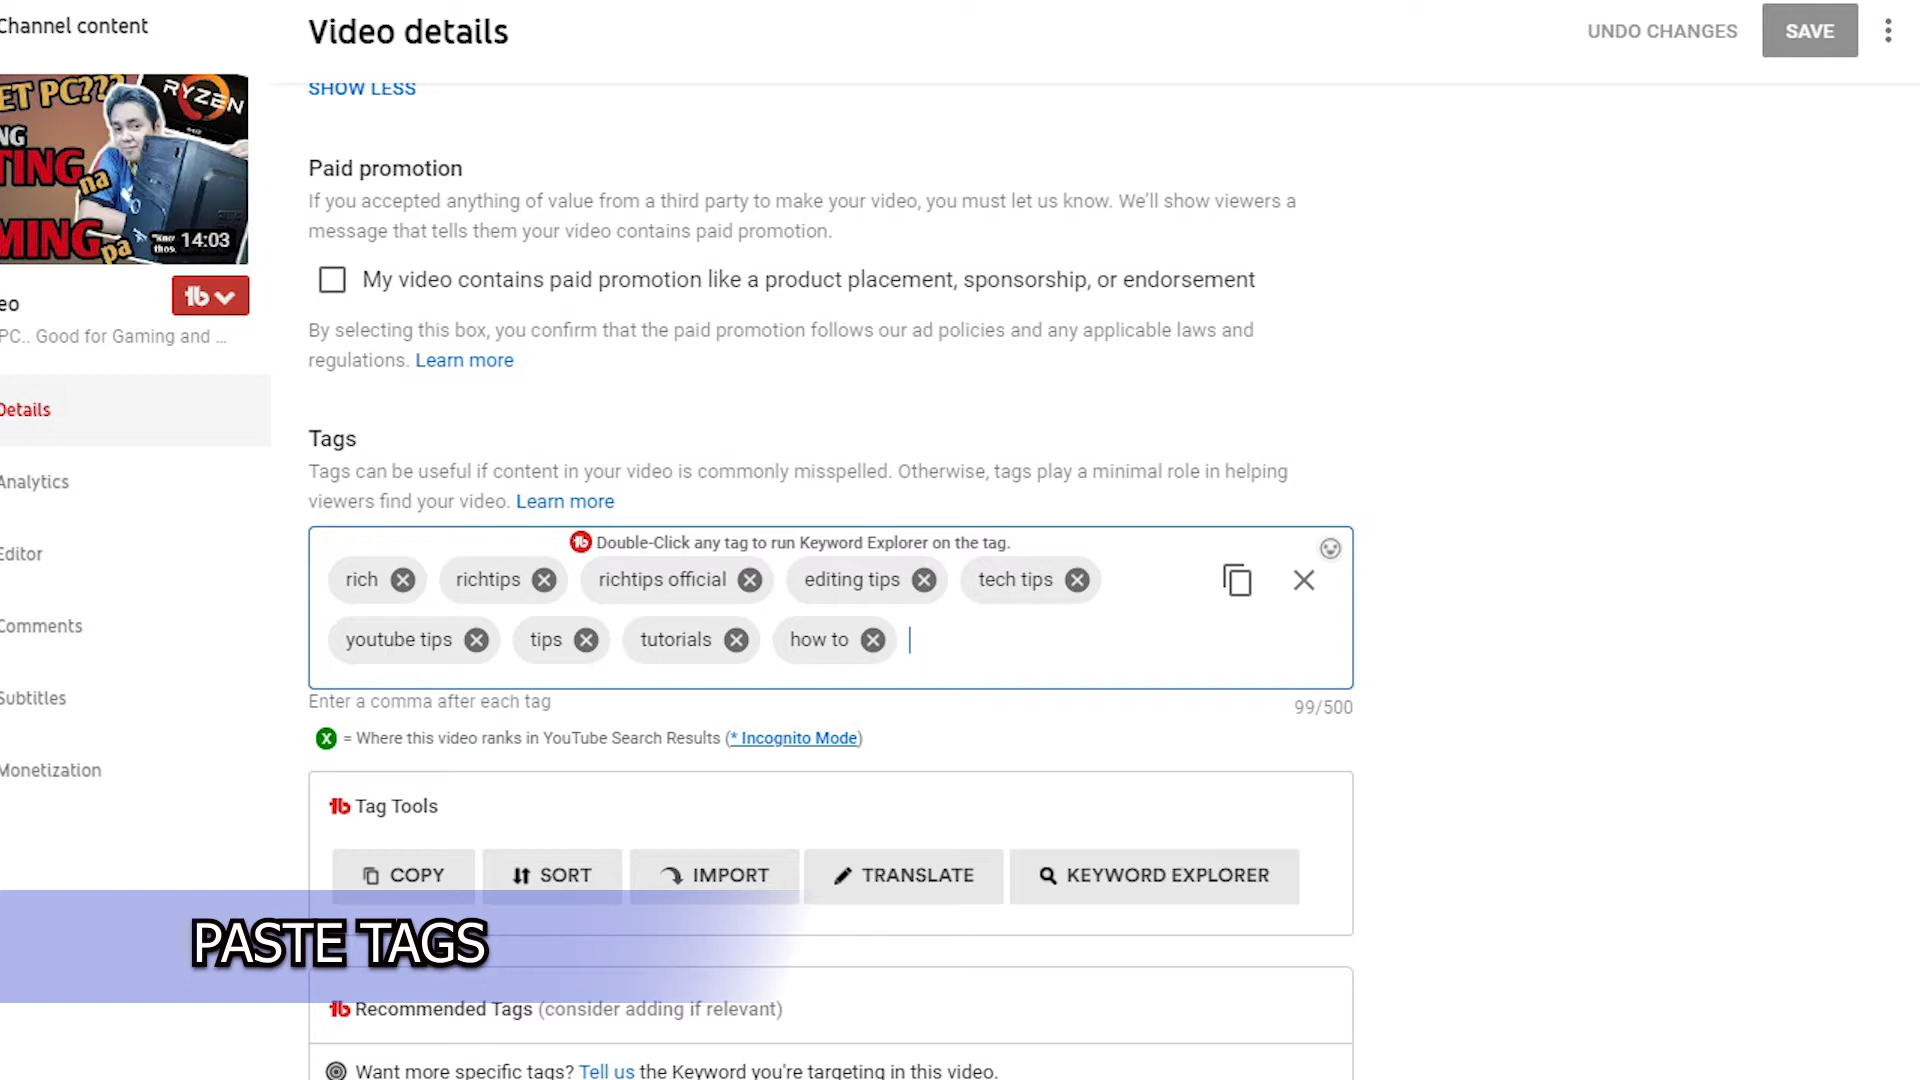 Channel content
Video details
UNDO CHANGES
SAVE
SHOW LESS
ET PC???
RYZEN
NG
TING
na
MING
pa
14:03
eo
PC.. Good for Gaming and ...
Details
Analytics
Editor
Comments
Subtitles
Monetization
Paid promotion
If you accepted anything of value from a third party to make your video, you must let us know. We'll show viewers a
message that tells them your video contains paid promotion.
My video contains paid promotion like a product placement, sponsorship, or endorsement
By selecting this box, you confirm that the paid promotion follows our ad policies and any applicable laws and
regulations. Learn more
Tags
Tags can be useful if content in your video is commonly misspelled. Otherwise, tags play a minimal role in helping
viewers find your video. Learn more
Double-Click any tag to run Keyword Explorer on the tag.
rich richtips richtips official editing tips tech tips
youtube tips tips tutorials how to
Enter a comma after each tag
99/500
X = Where this video ranks in YouTube Search Results (* Incognito Mode)
Tag Tools
COPY SORT IMPORT TRANSLATE KEYWORD EXPLORER
PASTE TAGS
Recommended Tags (consider adding if relevant)
Want more specific tags? Tell us the Keyword you're targeting in this video.